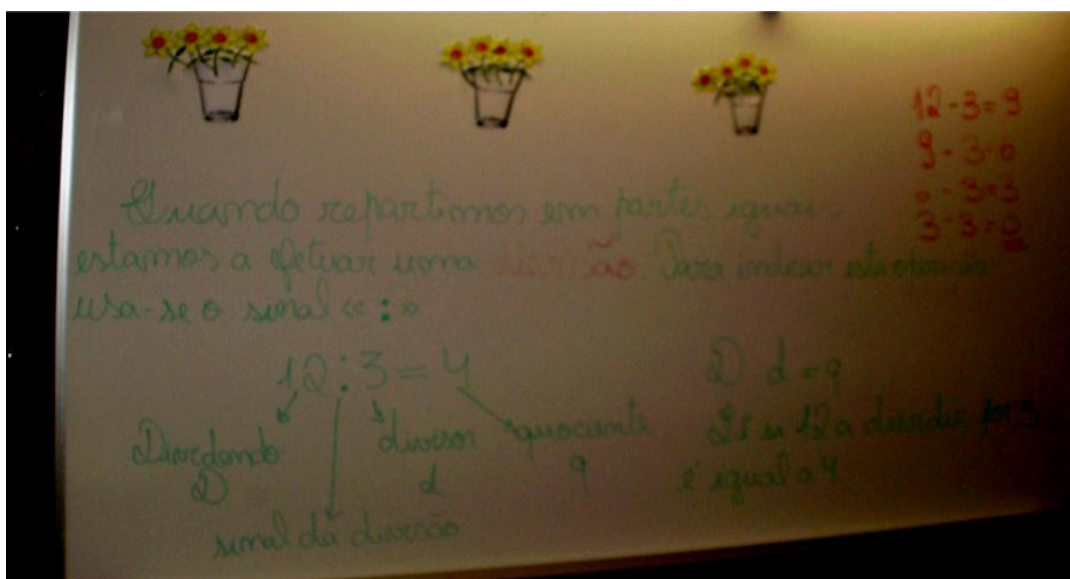 12-3=9
9-3=6
6-3=3
3-3=0
Quando repartimos em partes iguais
estamos a efetuar uma divisão Para indicar esta operação
usa-se o sinal «:»
12:3=4
Dividendo
D
divisor
d
quociente
q
sinal da divisão
D d=q
Lê-se 12 a dividir por 3
é igual a 4